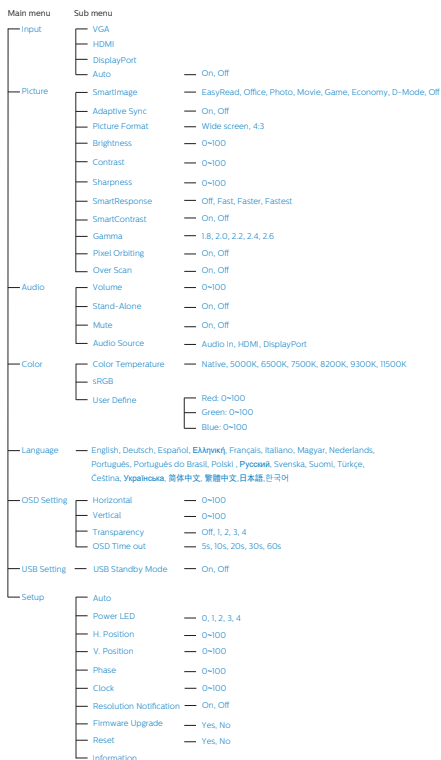 Main menu Sub menu
Input VGA
HDMI
DisplayPort
Auto On, Off
Picture SmartImage EasyRead, Office, Photo, Movie, Game, Economy, D-Mode, Off
Adaptive Sync On, Off
Picture Format Wide screen, 4:3
Brightness 0~100
Contrast 0~100
Sharpness 0~100
SmartResponse Off, Fast, Faster, Fastest
SmartContrast On, Off
Gamma 1.8, 2.0, 2.2, 2.4, 2.6
Pixel Orbiting On, Off
Over Scan On, Off
Audio Volume 0~100
Stand-Alone On, Off
Mute On, Off
Audio Source Audio In, HDMI, DisplayPort
Color Color Temperature Native, 5000K, 6500K, 7500K, 8200K, 9300K, 11500K
sRGB
User Define Red: 0~100
Green: 0~100
Blue: 0~100
Language English, Deutsch, Español, Ελληνική, Français, Italiano, Magyar, Nederlands,
Português, Português do Brasil, Polski , Русский, Svenska, Suomi, Türkçe,
Čeština, Українська, 简体中文, 繁體中文,日本語,한국어
OSD Setting Horizontal 0~100
Vertical 0~100
Transparency Off, 1, 2, 3, 4
OSD Time out 5s, 10s, 20s, 30s, 60s
USB Setting USB Standby Mode On, Off
Setup Auto
Power LED 0, 1, 2, 3, 4
H. Position 0~100
V. Position 0~100
Phase 0~100
Clock 0~100
Resolution Notification On, Off
Firmware Upgrade Yes, No
Reset Yes, No
Information